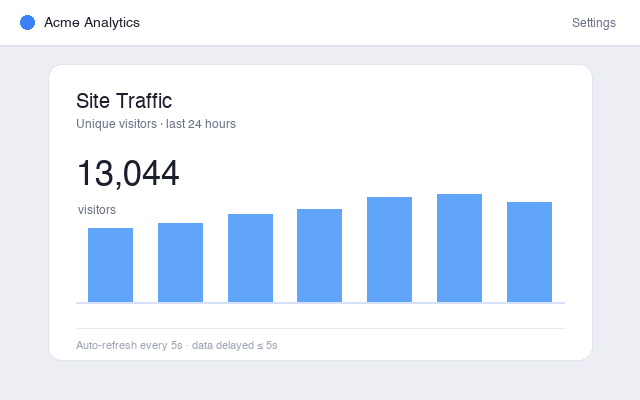 Acme Analytics
Settings
Site Traffic
Unique visitors · last 24 hours
13,044
visitors
Auto-refresh every 5s · data delayed ≤ 5s